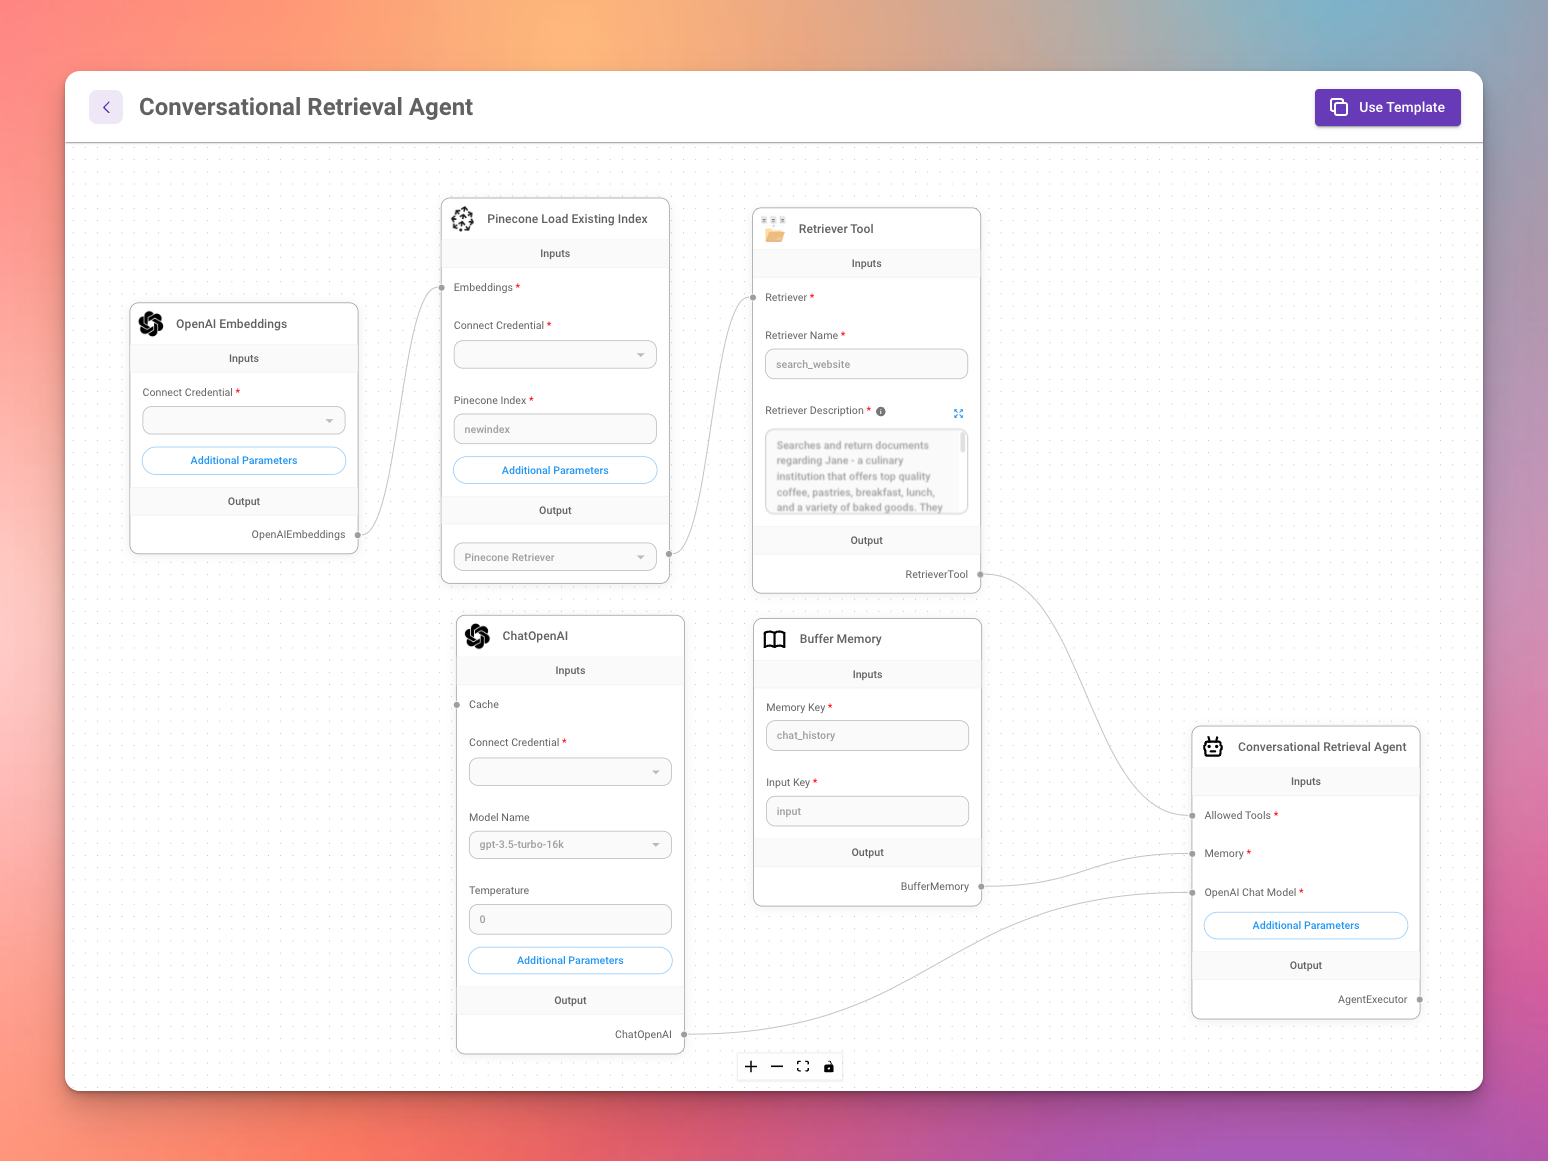 Conversational Retrieval Agent
Use Template
OpenAI Embeddings
Inputs
Connect Credential *
Additional Parameters
Output
OpenAIEmbeddings
Pinecone Load Existing Index
Inputs
Embeddings *
Connect Credential *
Pinecone Index *
newindex
Additional Parameters
Output
Pinecone Retriever
Retriever Tool
Inputs
Retriever *
Retriever Name *
search_website
Retriever Description *
Searches and return documents
regarding Jane - a culinary
institution that offers top quality
coffee, pastries, breakfast, lunch,
and a variety of baked goods. They
Output
RetrieverTool
ChatOpenAI
Inputs
Cache
Connect Credential *
Model Name
gpt-3.5-turbo-16k
Temperature
0
Additional Parameters
Output
ChatOpenAI
Buffer Memory
Inputs
Memory Key *
chat_history
Input Key *
input
Output
BufferMemory
Conversational Retrieval Agent
Inputs
Allowed Tools *
Memory *
OpenAI Chat Model *
Additional Parameters
Output
AgentExecutor